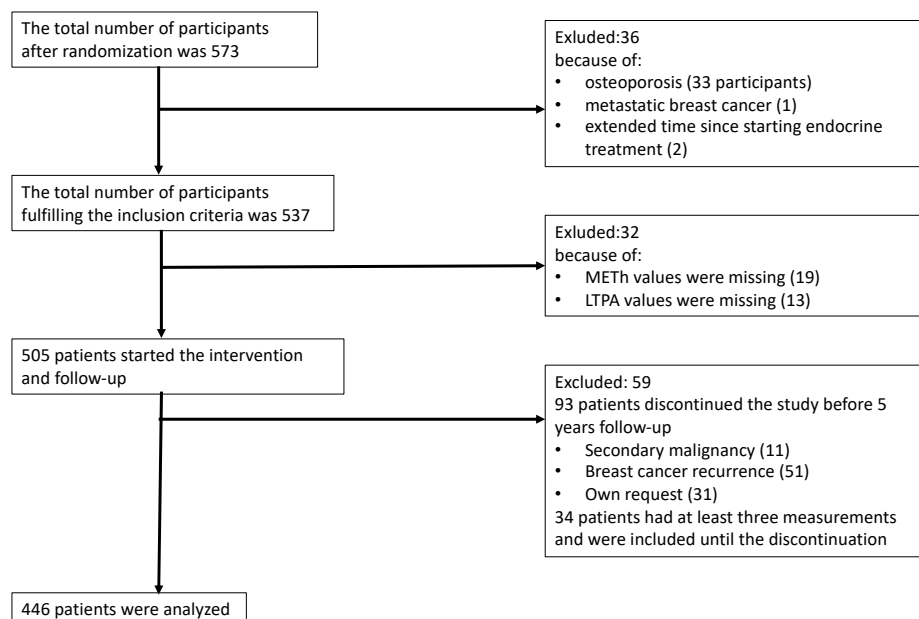 The total number of participants
after randomization was 573
Exluded:36
because of:
• osteoporosis (33 participants)
• metastatic breast cancer (1)
• extended time since starting endocrine
treatment (2)
The total number of participants
fulfilling the inclusion criteria was 537
Exluded:32
because of:
• METh values were missing (19)
• LTPA values were missing (13)
505 patients started the intervention
and follow-up
Excluded: 59
93 patients discontinued the study before 5
years follow-up
• Secondary malignancy (11)
• Breast cancer recurrence (51)
• Own request (31)
34 patients had at least three measurements
and were included until the discontinuation
446 patients were analyzed